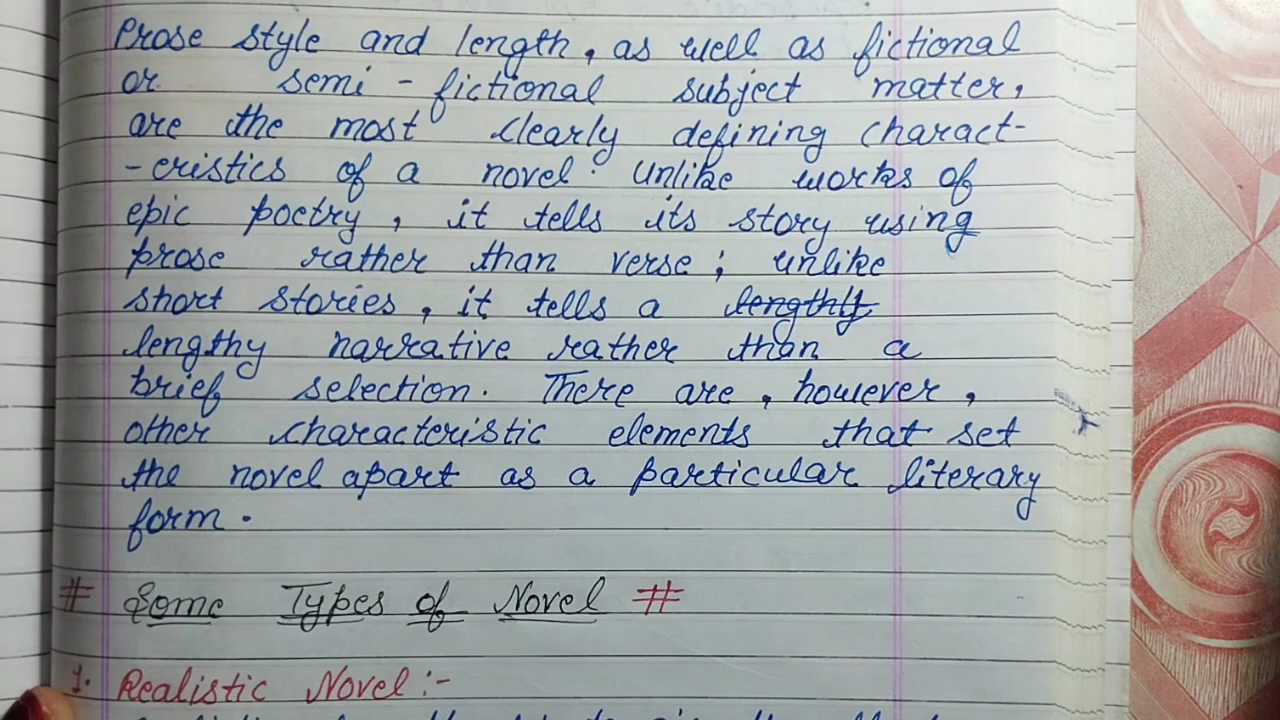 Prose style and length, as well as fictional
or semi-fictional subject matter,
are the most clearly defining charact-
-eristics of a novel. Unlike works of
epic poetry, it tells its story using
prose rather than verse; unlike
short stories, it tells a lengthly
lengthy narrative rather than a
brief selection. There are, however,
other characteristic elements that set
the novel apart as a particular literary
form.
# Some Types of Novel #
1. Realistic Novel:-